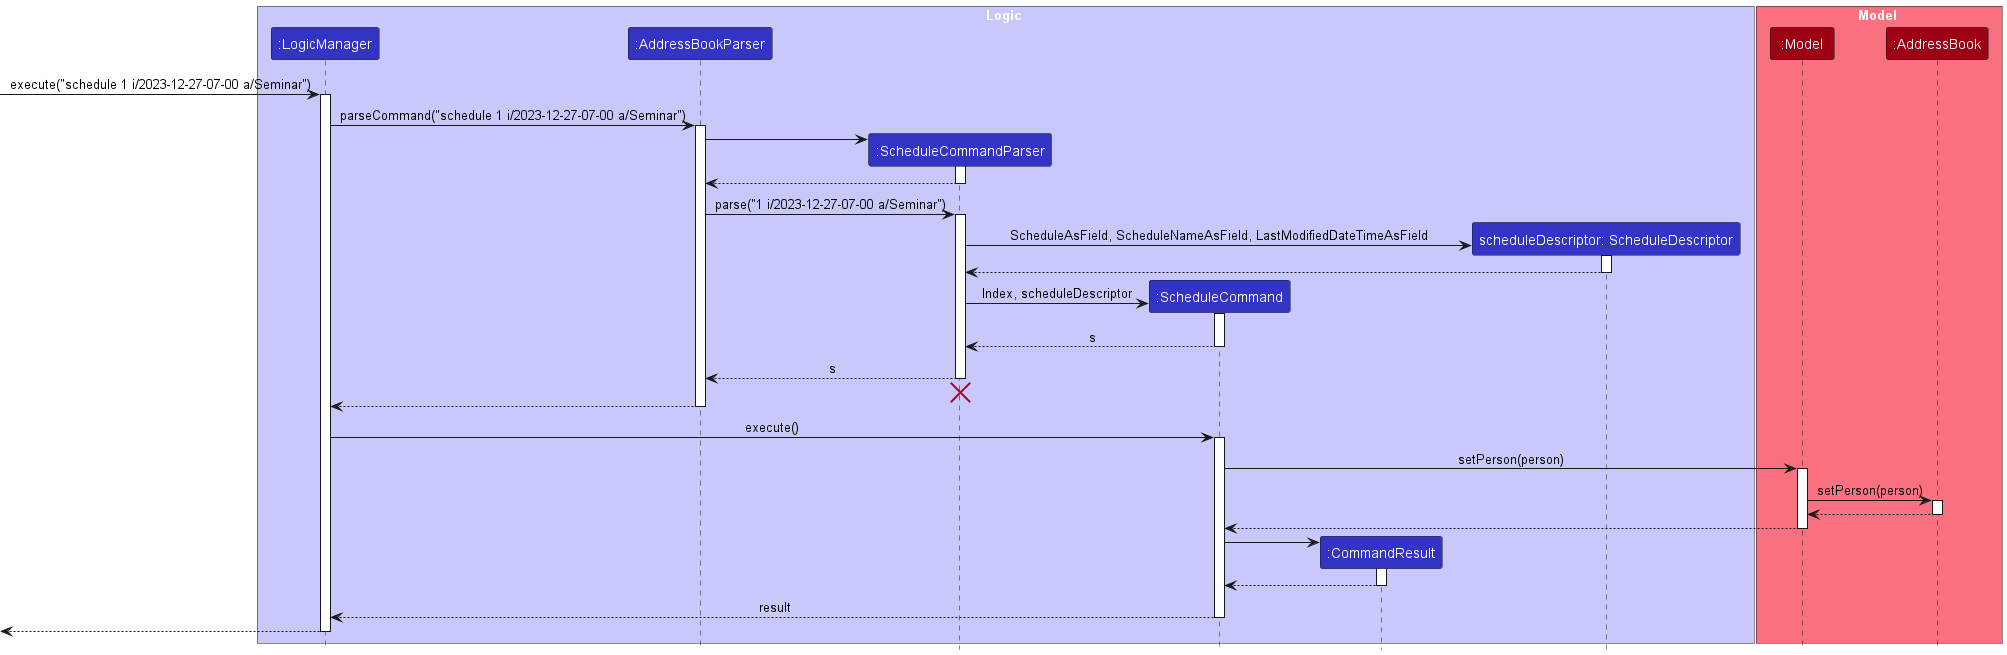 Logic
Model
:LogicManager
:AddressBookParser
:Model
:AddressBook
execute("schedule 1 i/2023-12-27-07-00 a/Seminar")
parseCommand("schedule 1 i/2023-12-27-07-00 a/Seminar")
:ScheduleCommandParser
parse("1 i/2023-12-27-07-00 a/Seminar")
ScheduleAsField, ScheduleNameAsField, LastModifiedDateTimeAsField
scheduleDescriptor: ScheduleDescriptor
Index, scheduleDescriptor
:ScheduleCommand
s
s
execute()
setPerson(person)
setPerson(person)
:CommandResult
result